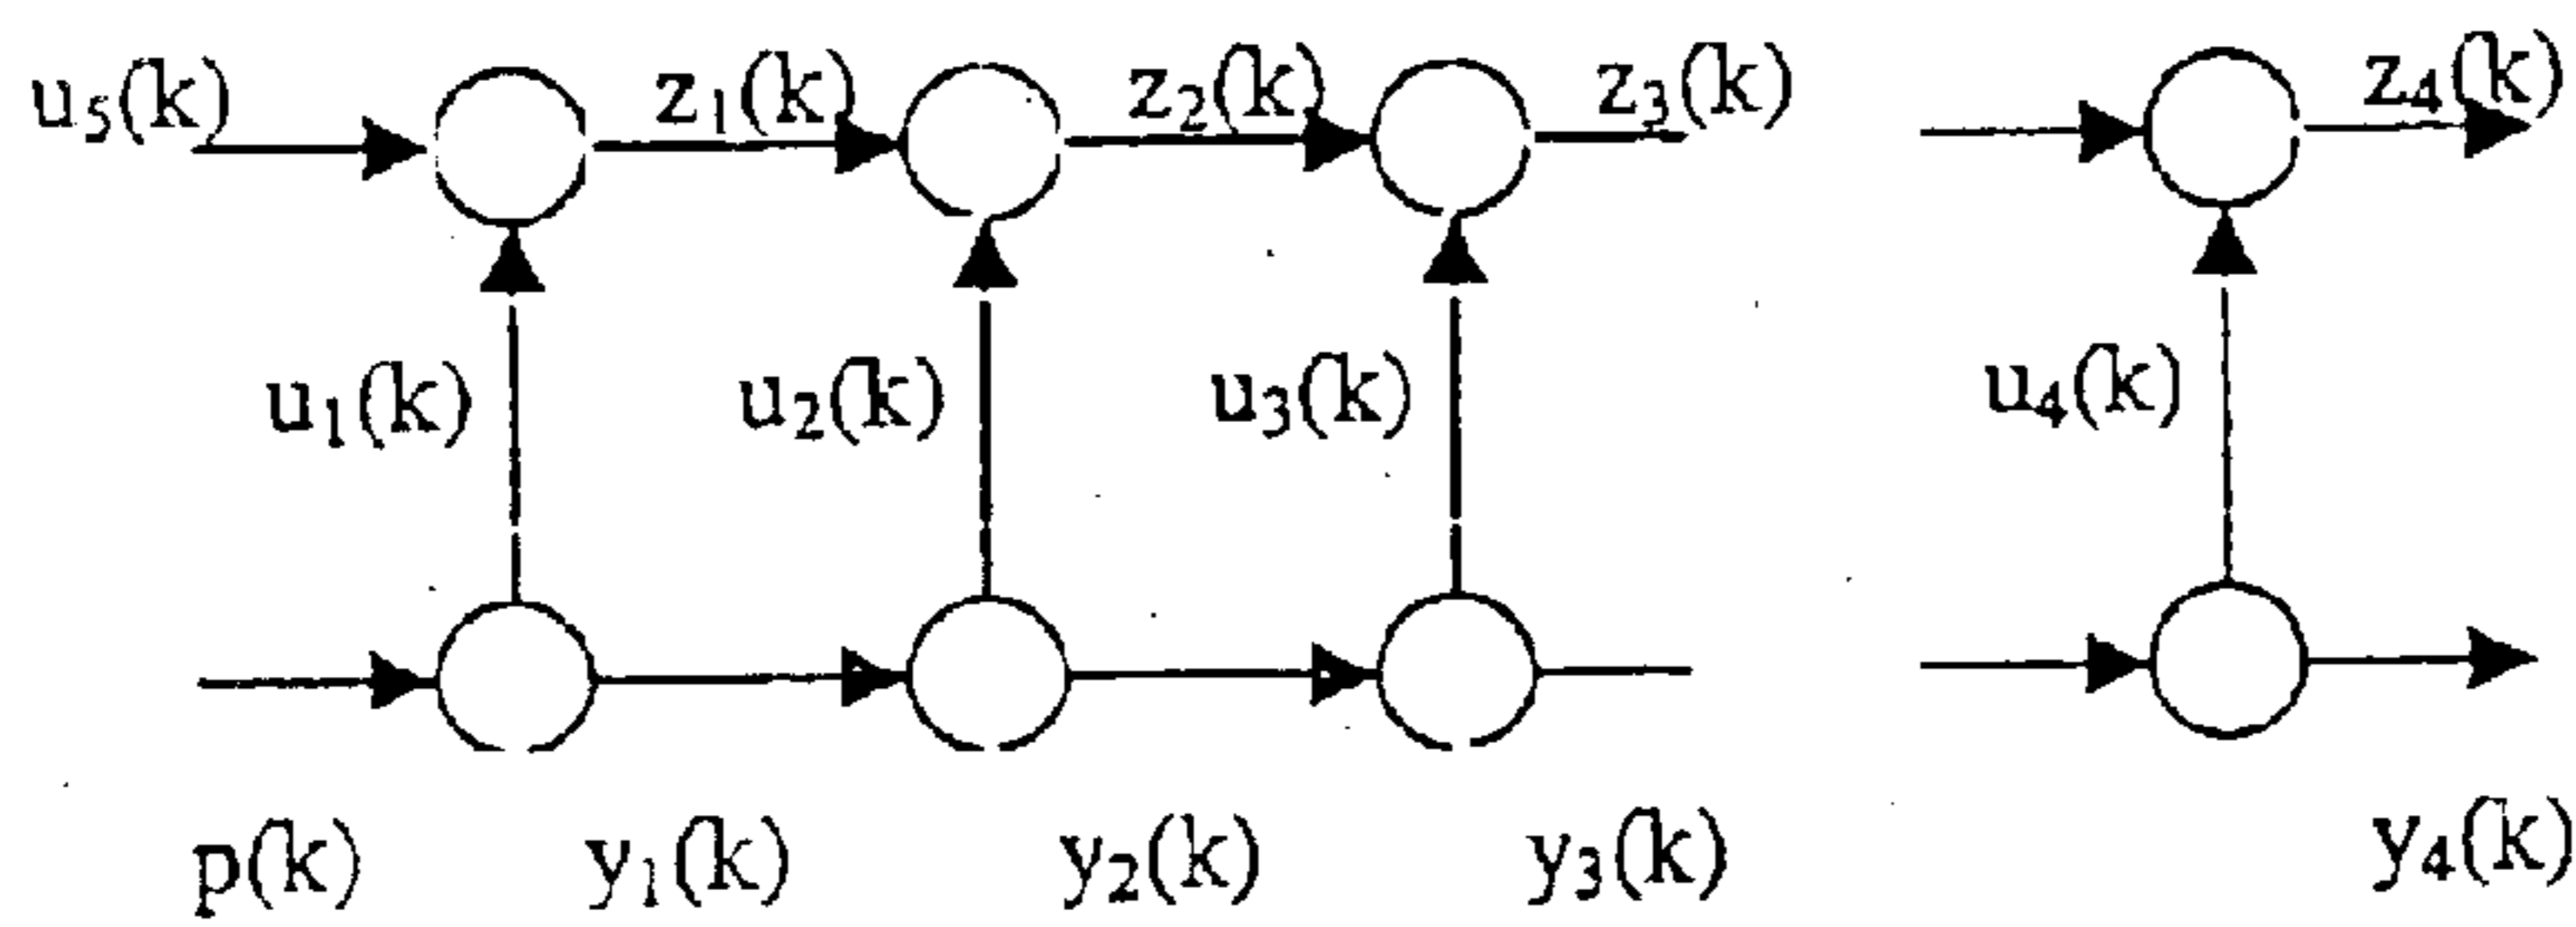 u₅(k) z₁(k) z₂(k) z₃(k) z₄(k)
u₁(k) u₂(k) u₃(k) u₄(k)
p(k) y₁(k) y₂(k) y₃(k) y₄(k)